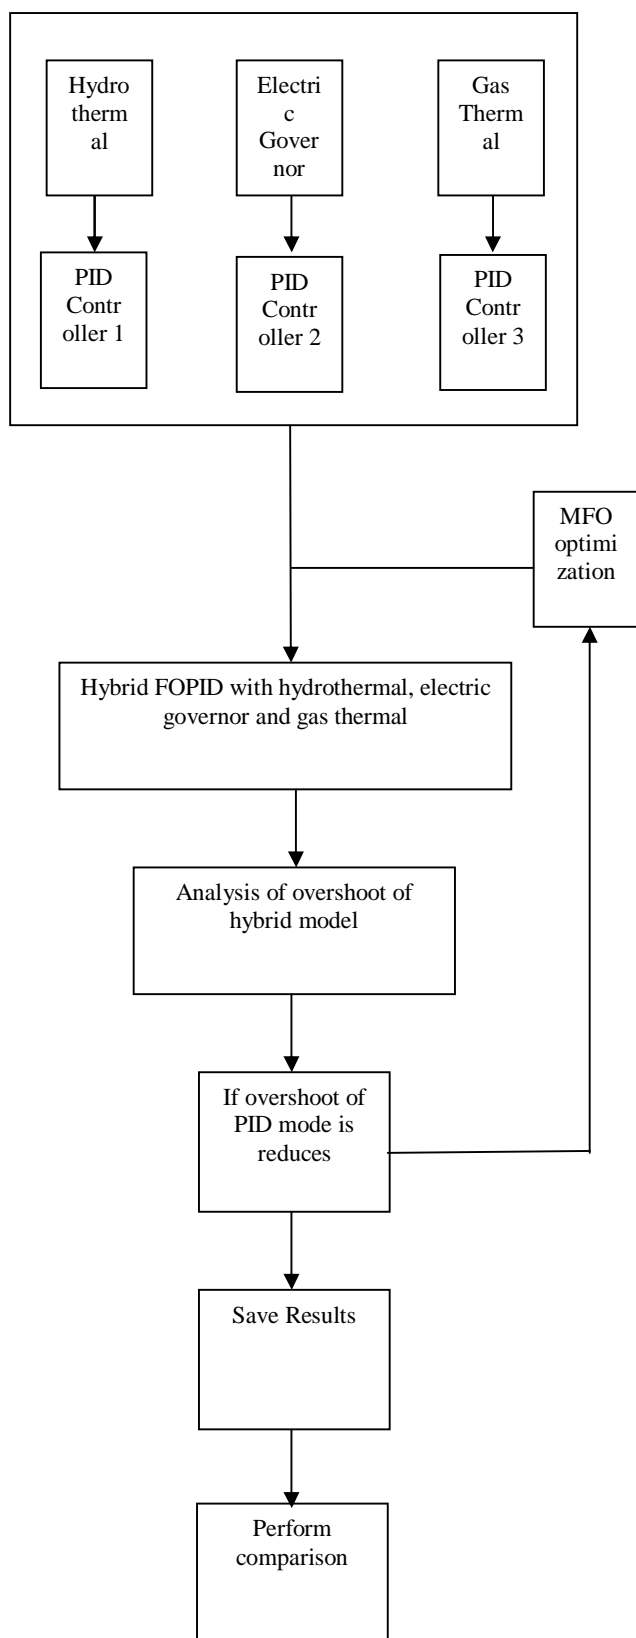 Hydro
therm
al
Electri
c
Gover
nor
Gas
Therm
al
PID
Contr
oller 1
PID
Contr
oller 2
PID
Contr
oller 3
MFO
optimi
zation
Hybrid FOPID with hydrothermal, electric
governor and gas thermal
Analysis of overshoot of
hybrid model
If overshoot of
PID mode is
reduces
Save Results
Perform
comparison